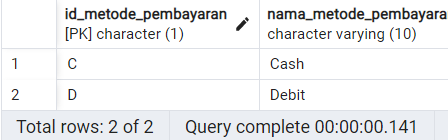 id_metode_pembayaran nama_metode_pembayara
[PK] character (1) character varying (10)
1 C Cash
2 D Debit
Total rows: 2 of 2 Query complete 00:00:00.141